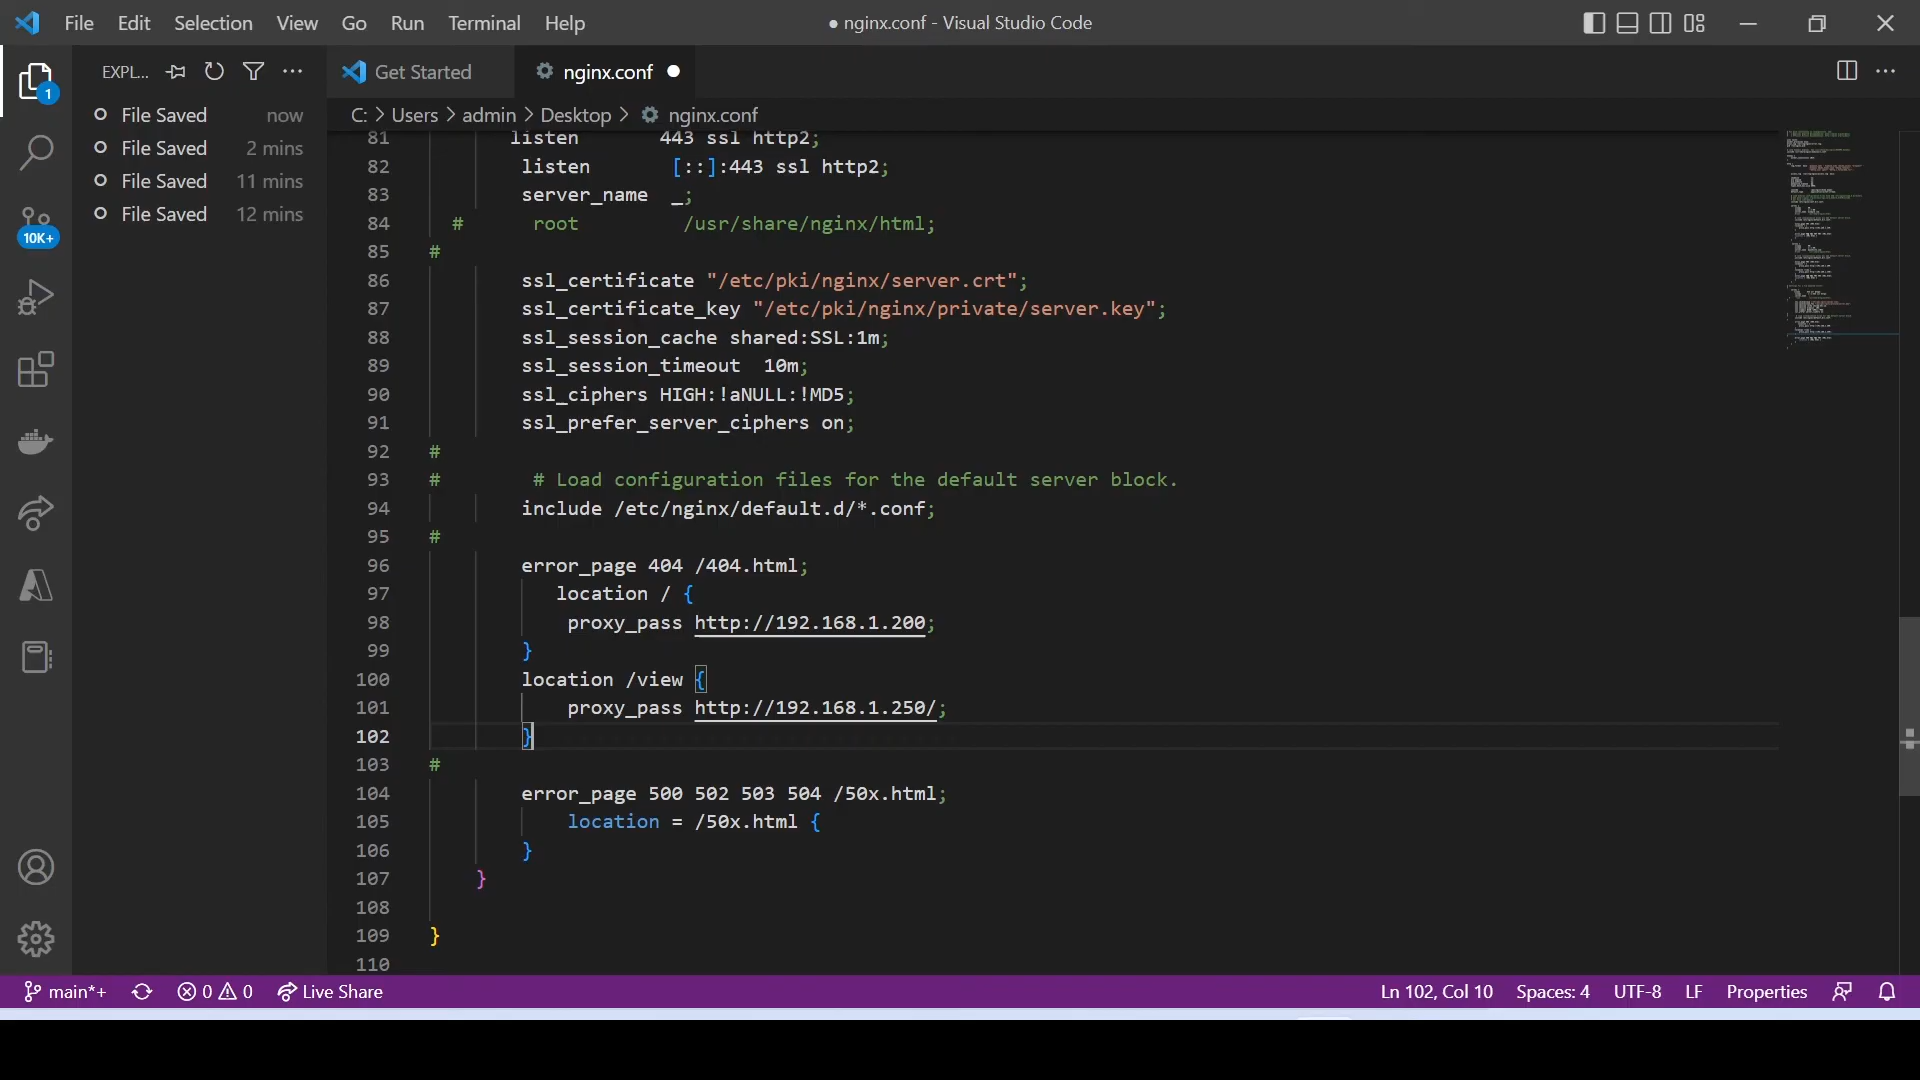 File Edit Selection View Go Run Terminal Help
● nginx.conf - Visual Studio Code
EXPL...
Get Started
nginx.conf
File Saved now
File Saved 2 mins
File Saved 11 mins
File Saved 12 mins
1
10K+
C: > Users > admin > Desktop > nginx.conf
81 listen 443 ssl http2;
82 listen [::]:443 ssl http2;
83 server_name _;
84 # root /usr/share/nginx/html;
85 #
86 ssl_certificate "/etc/pki/nginx/server.crt";
87 ssl_certificate_key "/etc/pki/nginx/private/server.key";
88 ssl_session_cache shared:SSL:1m;
89 ssl_session_timeout 10m;
90 ssl_ciphers HIGH:!aNULL:!MD5;
91 ssl_prefer_server_ciphers on;
92 #
93 # # Load configuration files for the default server block.
94 include /etc/nginx/default.d/*.conf;
95 #
96 error_page 404 /404.html;
97 location / {
98 proxy_pass http://192.168.1.200;
99 }
100 location /view {
101 proxy_pass http://192.168.1.250/;
102 }
103 #
104 error_page 500 502 503 504 /50x.html;
105 location = /50x.html {
106 }
107 }
108
109 }
110
main*+ 0 0 Live Share
Ln 102, Col 10 Spaces: 4 UTF-8 LF Properties